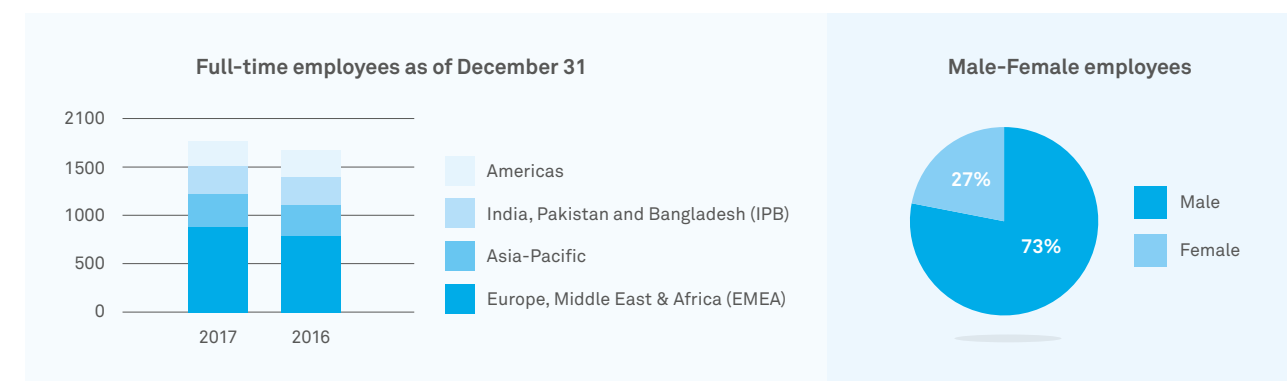 Full-time employees as of December 31
2100
1500
1000
500
0
2017
2016
Americas
India, Pakistan and Bangladesh (IPB)
Asia-Pacific
Europe, Middle East & Africa (EMEA)
Male-Female employees
27%
73%
Male
Female